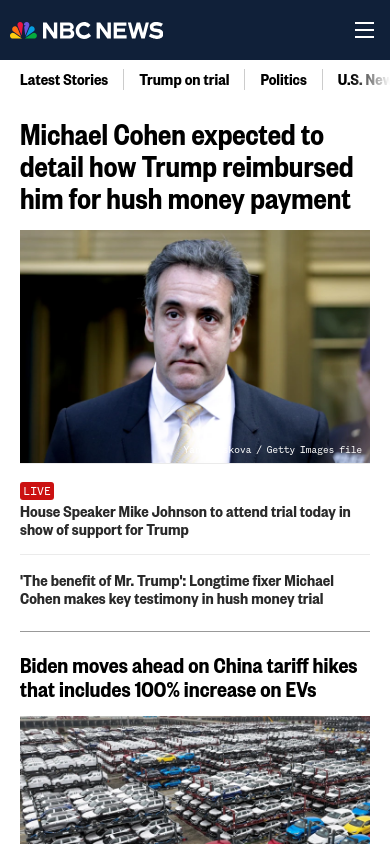 NBC NEWS
Latest Stories
Trump on trial
Politics
U.S.
Michael Cohen expected to
detail how Trump reimbursed
him for hush money payment
/ Getty Images file
LIVE
House Speaker Mike Johnson to attend trial today in
show of support for Trump
'The benefit of Mr. Trump': Longtime fixer Michael
Cohen makes key testimony in hush money trial
Biden moves ahead on China tariff hikes
that includes 100% increase on EVs